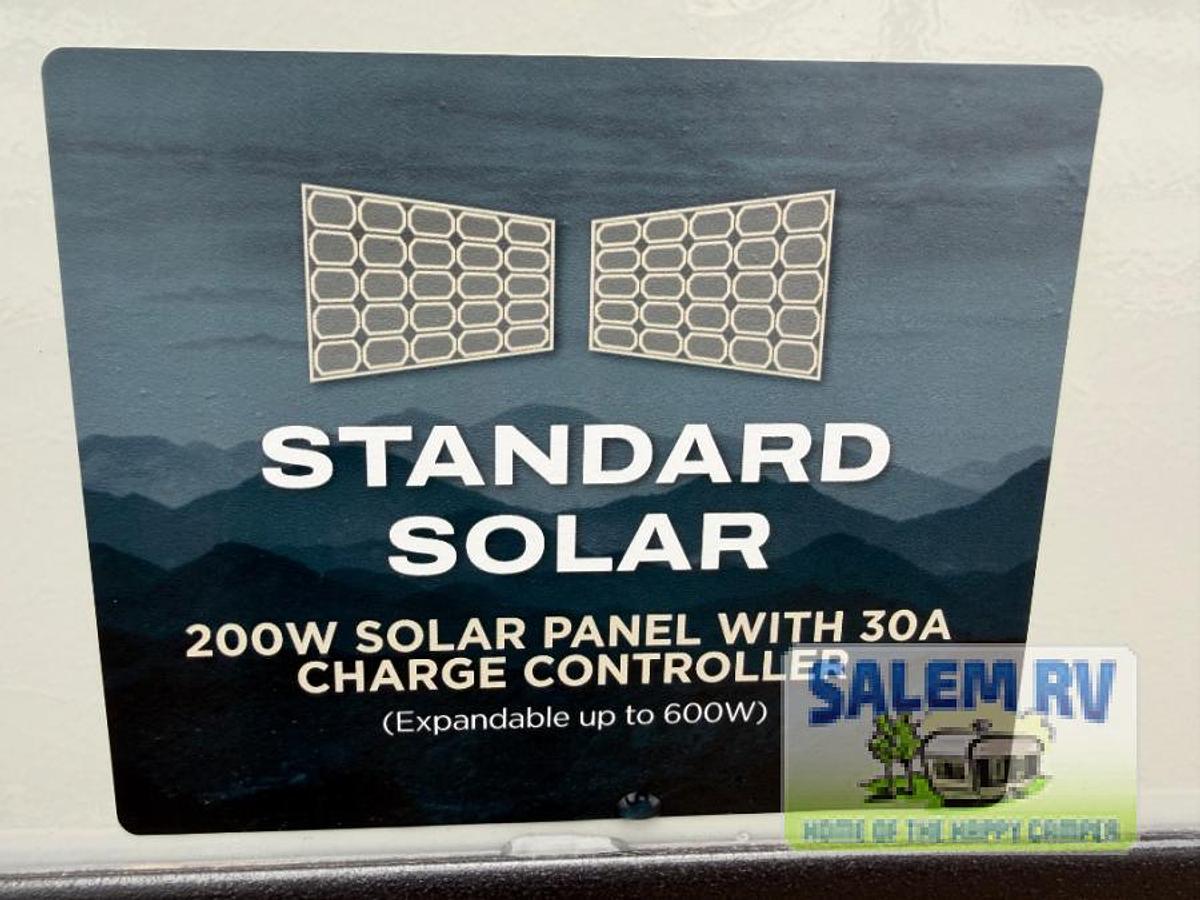 STANDARD
SOLAR
200W SOLAR PANEL WITH 30A
CHARGE CONTROLLER
(Expandable up to 600W)
SALEM RV
HOME OF THE HAPPY CAMPER